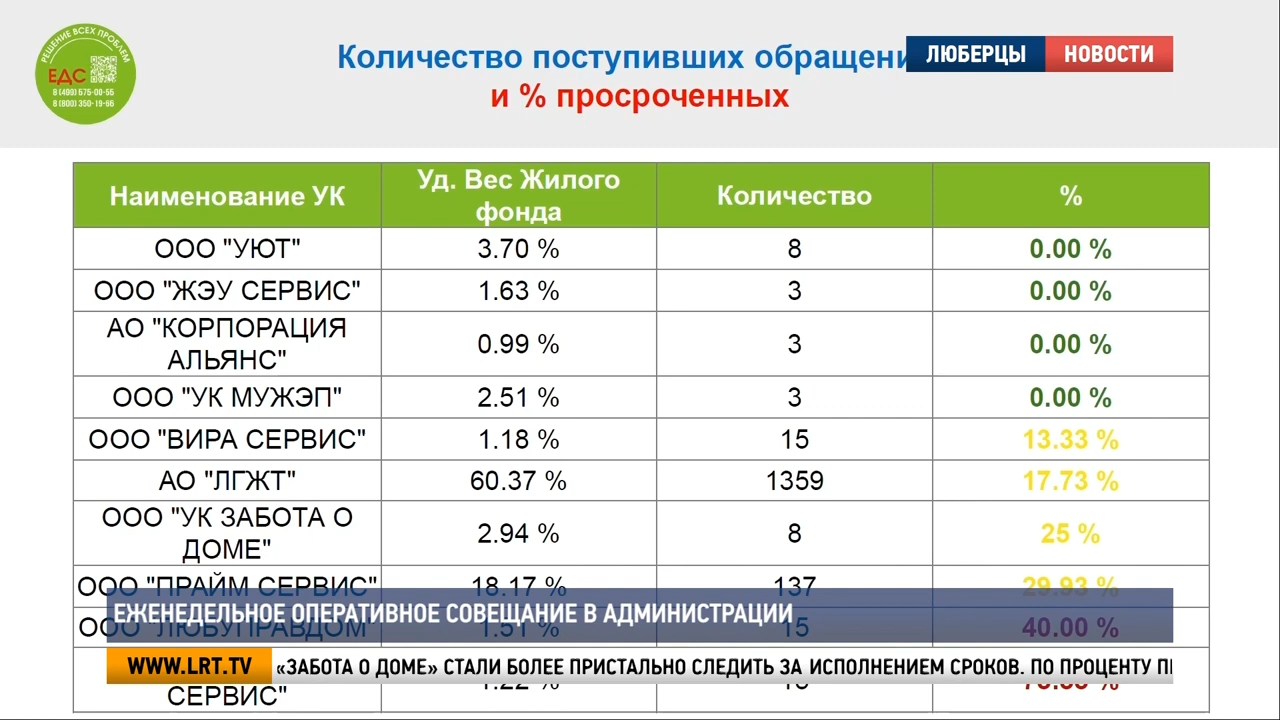 РЕШЕНИЕ ВСЕХ ПРОБЛЕМ
ЕДС
8 (499) 575-00-55
8 (800) 350-19-66
Количество поступивших обращени
и % просроченных
ЛЮБЕРЦЫ НОВОСТИ
Наименование УК Уд. Вес Жилого фонда Количество %
ООО "УЮТ" 3.70 % 8 0.00 %
ООО "ЖЭУ СЕРВИС" 1.63 % 3 0.00 %
АО "КОРПОРАЦИЯ АЛЬЯНС" 0.99 % 3 0.00 %
ООО "УК МУЖЭП" 2.51 % 3 0.00 %
ООО "ВИРА СЕРВИС" 1.18 % 15 13.33 %
АО "ЛГЖТ" 60.37 % 1359 17.73 %
ООО "УК ЗАБОТА О ДОМЕ" 2.94 % 8 25 %
ООО "ПРАЙМ СЕРВИС" 18.17 % 137 29.93 %
ООО "ЛЮБУПРАВДОМ" 1.51 % 15 40.00 %
ЕЖЕНЕДЕЛЬНОЕ ОПЕРАТИВНОЕ СОВЕЩАНИЕ В АДМИНИСТРАЦИИ
WWW.LRT.TV «ЗАБОТА О ДОМЕ» СТАЛИ БОЛЕЕ ПРИСТАЛЬНО СЛЕДИТЬ ЗА ИСПОЛНЕНИЕМ СРОКОВ. ПО ПРОЦЕНТУ
СЕРВИС"